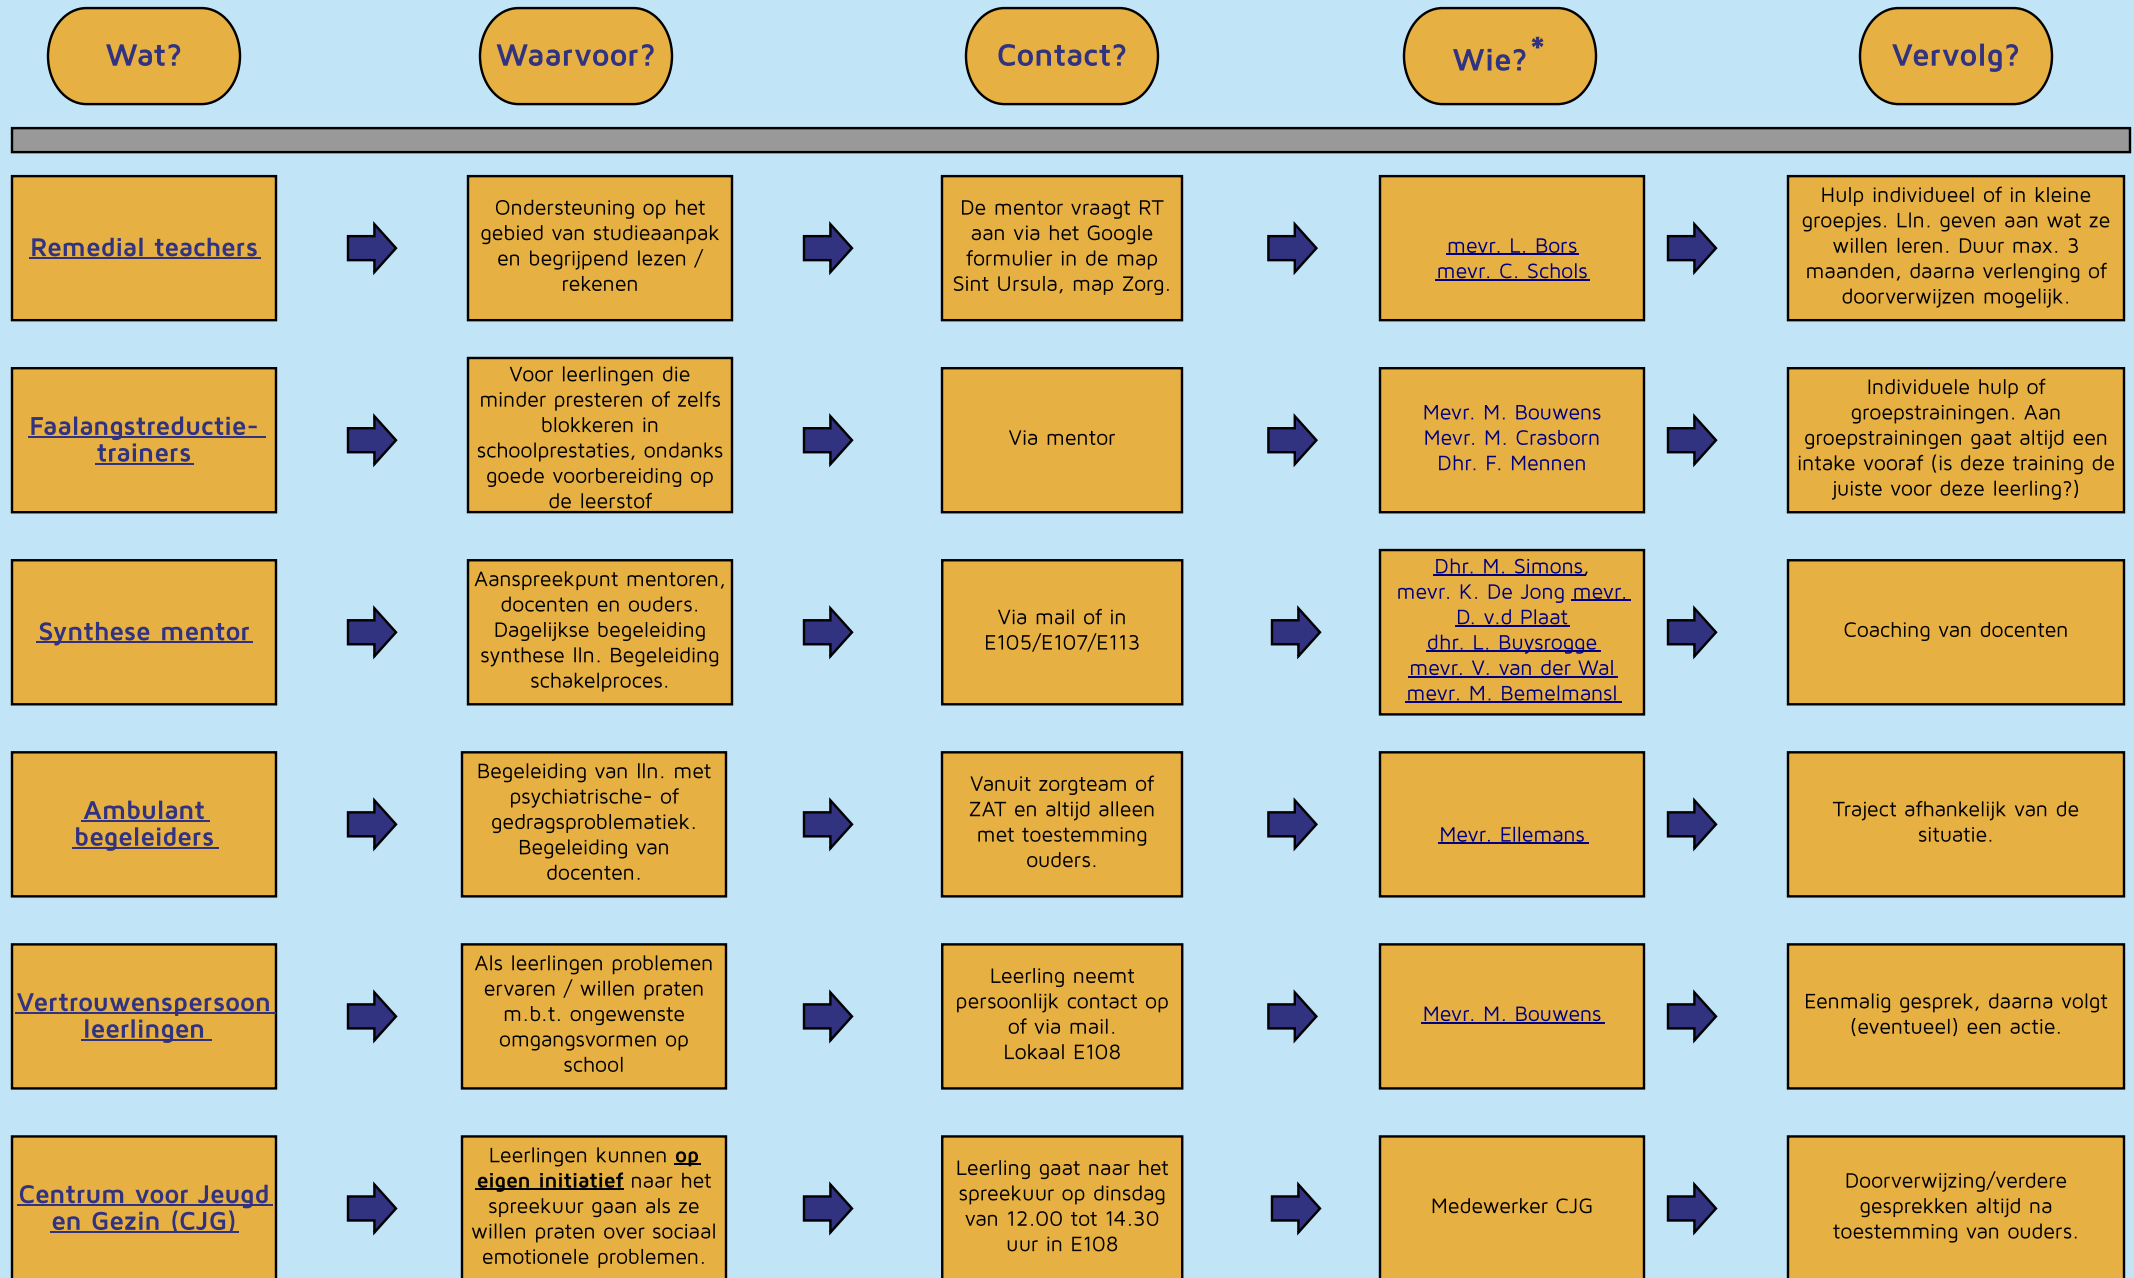 Wat?
Waarvoor?
Contact?
Wie?*
Vervolg?
Remedial teachers
Ondersteuning op het
gebied van studieaanpak
en begrijpend lezen /
rekenen
De mentor vraagt RT
aan via het Google
formulier in de map
Sint Ursula, map Zorg.
mevr. L. Bors
mevr. C. Schols
Hulp individueel of in kleine
groepjes. Lln. geven aan wat ze
willen leren. Duur max. 3
maanden, daarna verlenging of
doorverwijzen mogelijk.
Faalangstreductie-
trainers
Voor leerlingen die
minder presteren of zelfs
blokkeren in
schoolprestaties, ondanks
goede voorbereiding op
de leerstof
Via mentor
Mevr. M. Bouwens
Mevr. M. Crasborn
Dhr. F. Mennen
Individuele hulp of
groepstrainingen. Aan
groepstrainingen gaat altijd een
intake vooraf (is deze training de
juiste voor deze leerling?)
Synthese mentor
Aanspreekpunt mentoren,
docenten en ouders.
Dagelijkse begeleiding
synthese lln. Begeleiding
schakelproces.
Via mail of in
E105/E107/E113
Dhr. M. Simons,
mevr. K. De Jong mevr.
D. v.d Plaat
dhr. L. Buysrogge
mevr. V. van der Wal
mevr. M. Bemelmansl
Coaching van docenten
Ambulant
begeleiders
Begeleiding van lln. met
psychiatrische- of
gedragsproblematiek.
Begeleiding van
docenten.
Vanuit zorgteam of
ZAT en altijd alleen
met toestemming
ouders.
Mevr. Ellemans
Traject afhankelijk van de
situatie.
Vertrouwenspersoon
leerlingen
Als leerlingen problemen
ervaren / willen praten
m.b.t. ongewenste
omgangsvormen op
school
Leerling neemt
persoonlijk contact op
of via mail.
Lokaal E108
Mevr. M. Bouwens
Eenmalig gesprek, daarna volgt
(eventueel) een actie.
Centrum voor Jeugd
en Gezin (CJG)
Leerlingen kunnen op
eigen initiatief naar het
spreekuur gaan als ze
willen praten over sociaal
emotionele problemen.
Leerling gaat naar het
spreekuur op dinsdag
van 12.00 tot 14.30
uur in E108
Medewerker CJG
Doorverwijzing/verdere
gesprekken altijd na
toestemming van ouders.